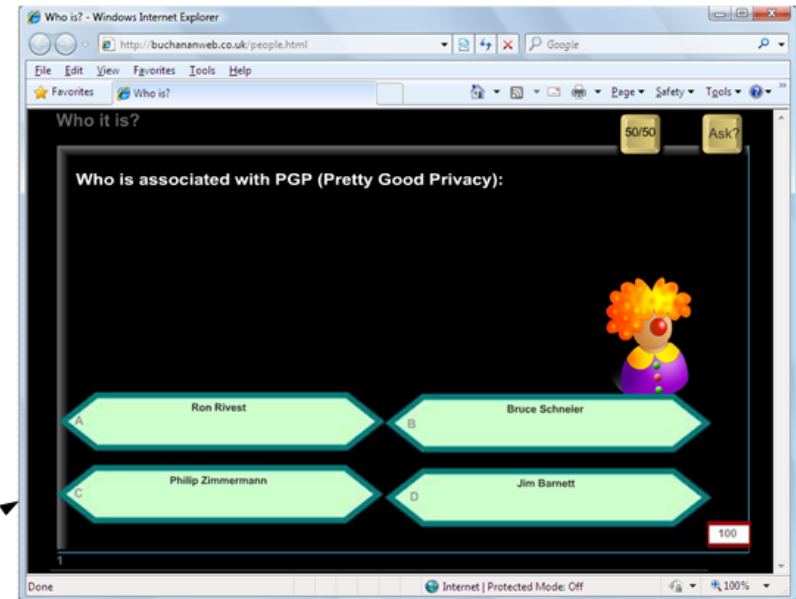 Who is? - Windows Internet Explorer
http://buchananweb.co.uk/people.html
Google
File Edit View Favorites Tools Help
Favorites Who is? Page Safety Tools
Who it is?
50/50 Ask?
Who is associated with PGP (Pretty Good Privacy):
A Ron Rivest
B Bruce Schneier
C Philip Zimmermann
D Jim Barnett
100
1
Done Internet | Protected Mode: Off 100%